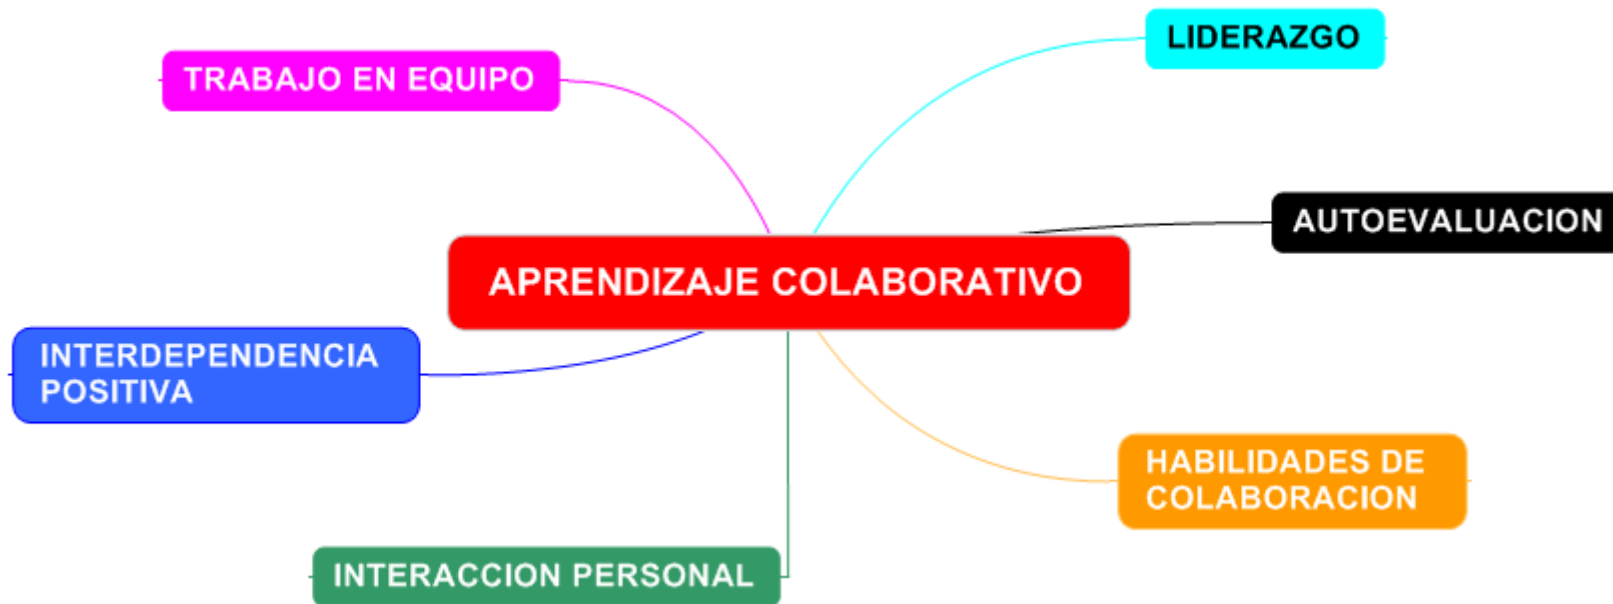 LIDERAZGO
TRABAJO EN EQUIPO
AUTOEVALUACION
APRENDIZAJE COLABORATIVO
INTERDEPENDENCIA
POSITIVA
HABILIDADES DE
COLABORACION
INTERACCION PERSONAL